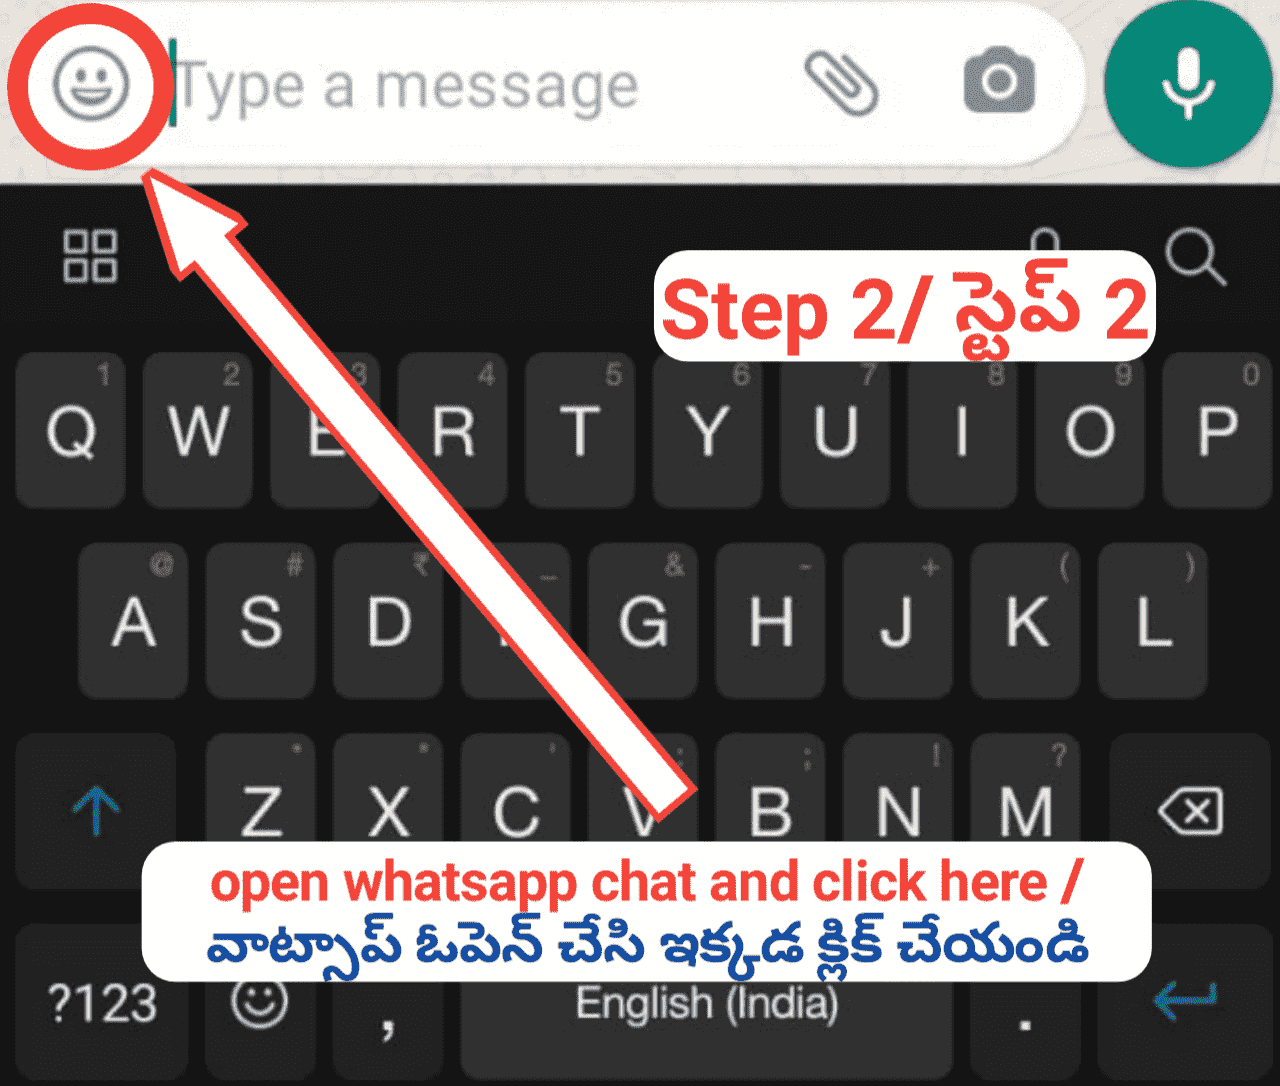 Type a message
Step 2/ స్టెప్ 2
1 2 3 4 5 6 7 8 9 0
Q W E R T Y U I O P
@ # ₹ _ & - + ( )
A S D G H J K L
* " ' : ; ! ?
Z X C V B N M
open whatsapp chat and click here /
వాట్సాప్ ఓపెన్ చేసి ఇక్కడ క్లిక్ చేయండి
?123 , English (India) .